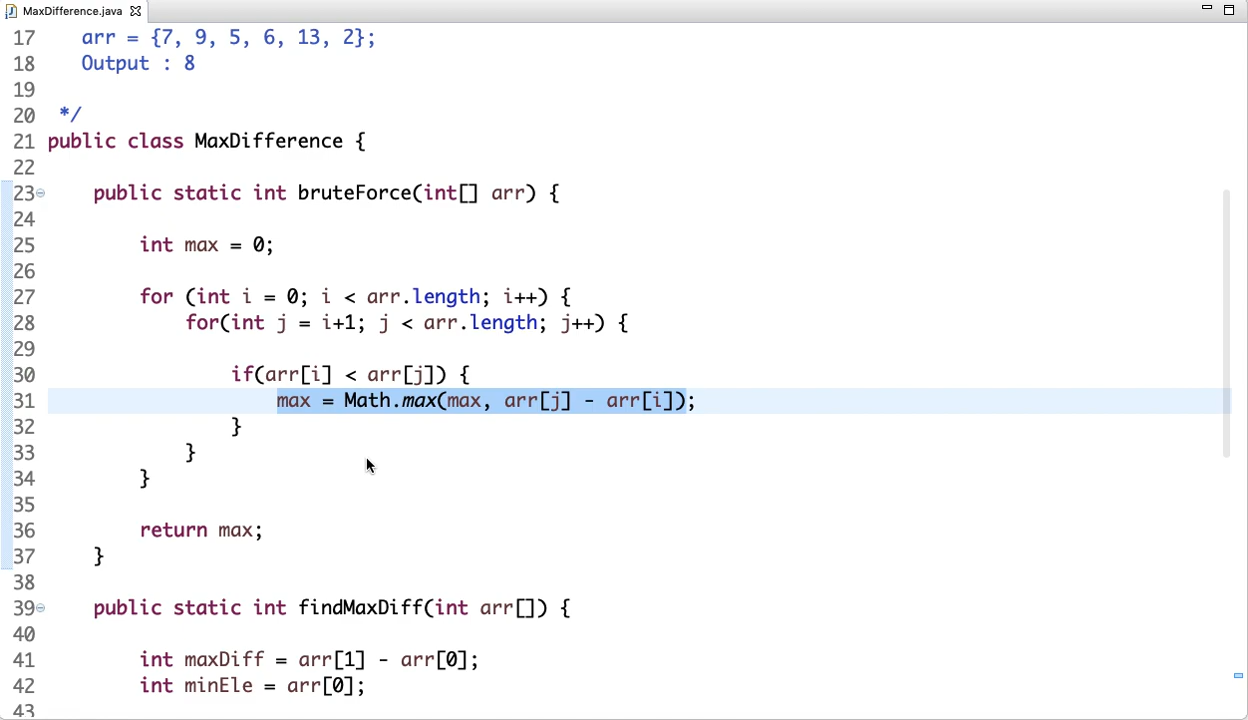 MaxDifference.java
17 arr = {7, 9, 5, 6, 13, 2};
18 Output : 8
19
20 */
21 public class MaxDifference {
22
23 public static int bruteForce(int[] arr) {
24
25 int max = 0;
26
27 for (int i = 0; i < arr.length; i++) {
28 for(int j = i+1; j < arr.length; j++) {
29
30 if(arr[i] < arr[j]) {
31 max = Math.max(max, arr[j] - arr[i]);
32 }
33 }
34 }
35
36 return max;
37 }
38
39 public static int findMaxDiff(int arr[]) {
40
41 int maxDiff = arr[1] - arr[0];
42 int minEle = arr[0];
43